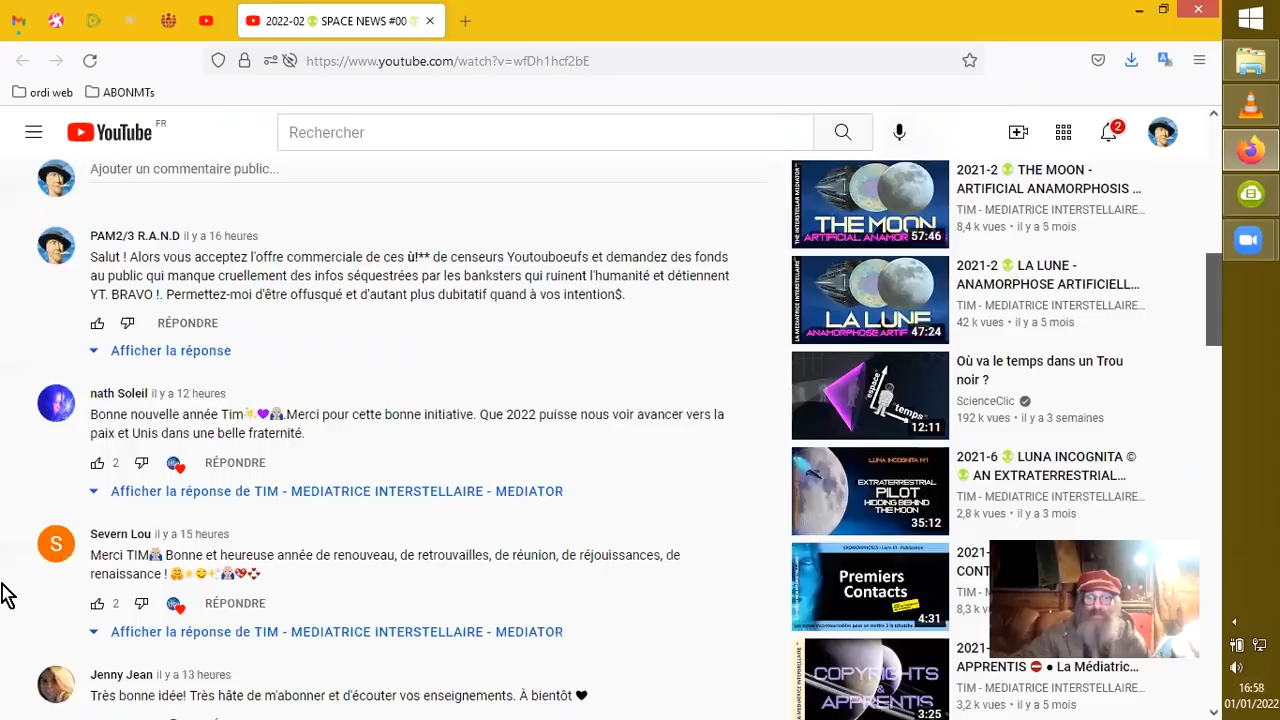 2022-02 👽 SPACE NEWS #00
https://www.youtube.com/watch?v=wfDh1hcf2bE
ordi web
ABONMTs
YouTube FR
Rechercher
2
Ajouter un commentaire public...
PAM2/3 R.A.N.D il y a 16 heures
Salut ! Alors vous acceptez l'offre commerciale de ces ù!** de censeurs Youtouboeufs et demandez des fonds
au public qui manque cruellement des infos séquestrées par les banksters qui ruinent l'humanité et détiennent
YT. BRAVO !. Permettez-moi d'être offusqué et d'autant plus dubitatif quand à vos intention$.
RÉPONDRE
Afficher la réponse
nath Soleil il y a 12 heures
Bonne nouvelle année Tim Merci pour cette bonne initiative. Que 2022 puisse nous voir avancer vers la
paix et Unis dans une belle fraternité.
2 RÉPONDRE
Afficher la réponse de TIM - MEDIATRICE INTERSTELLAIRE - MEDIATOR
S
Severn Lou il y a 15 heures
Merci TIM Bonne et heureuse année de renouveau, de retrouvailles, de réunion, de réjouissances, de
renaissance !
2 RÉPONDRE
Afficher la réponse de TIM - MEDIATRICE INTERSTELLAIRE - MEDIATOR
Jenny Jean il y a 13 heures
Très bonne idée! Très hâte de m'abonner et d'écouter vos enseignements. À bientôt ♥
THE INTERSTELLAR MEDIATOR
THE MOON
ARTIFICIAL ANAMOR
57:46
2021-2 👽 THE MOON -
ARTIFICIAL ANAMORPHOSIS ...
TIM - MEDIATRICE INTERSTELLAIRE...
8,4 k vues • il y a 5 mois
LA LUNE
ANAMORPHOSE ARTIF
47:24
2021-2 👽 LA LUNE -
ANAMORPHOSE ARTIFICIELL...
TIM - MEDIATRICE INTERSTELLAIRE...
42 k vues • il y a 5 mois
espace
temps
12:11
Où va le temps dans un Trou
noir ?
ScienceClic
192 k vues • il y a 3 semaines
LUNA INCOGNITA N°1
EXTRATERRESTRIAL
PILOT
HIDDING BEHIND
THE MOON
35:12
2021-6 👽 LUNA INCOGNITA ©
👽 AN EXTRATERRESTRIAL...
TIM - MEDIATRICE INTERSTELLAIRE...
2,8 k vues • il y a 3 mois
Premiers
Contacts
4:31
2021-
CONT
TIM - M
8,3 k
COPYRIGHTS
&
APPRENTIS
3:25
2021-
APPRENTIS ⛔ ● La Médiatric...
TIM - MEDIATRICE INTERSTELLAIRE...
3,2 k vues • il y a 5 mois
16:58
01/01/2022